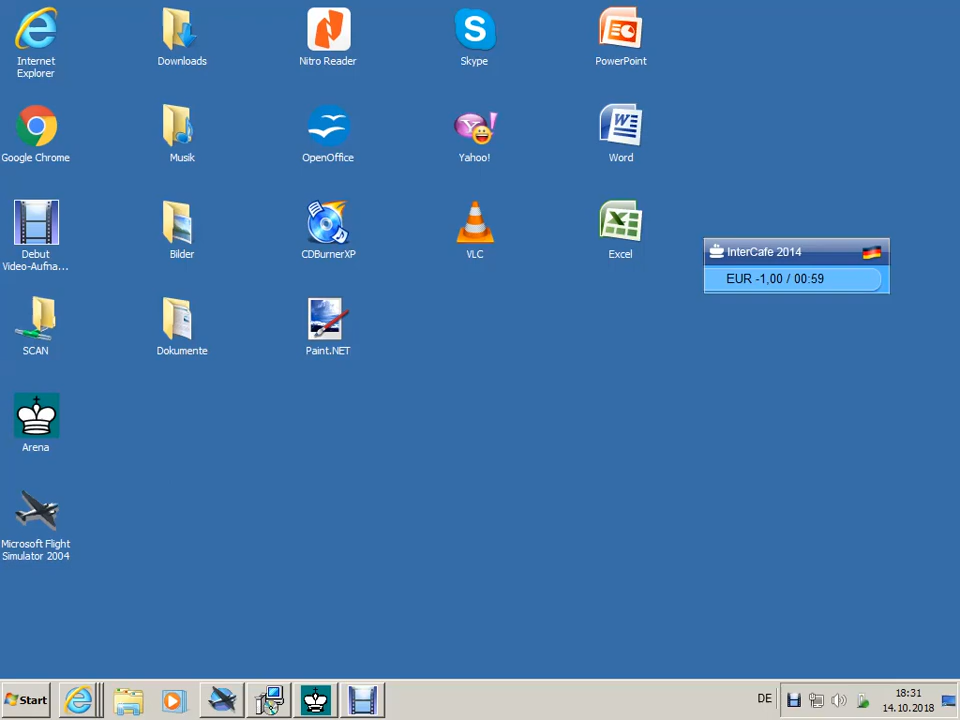 Internet
Explorer
Downloads
Nitro Reader
Skype
PowerPoint
Google Chrome
Musik
OpenOffice
Yahoo!
Word
Debut
Video-Aufna...
Bilder
CDBurnerXP
VLC
Excel
InterCafe 2014
EUR -1,00 / 00:59
SCAN
Dokumente
Paint.NET
Arena
Microsoft Flight
Simulator 2004
Start
DE
18:31
14.10.2018